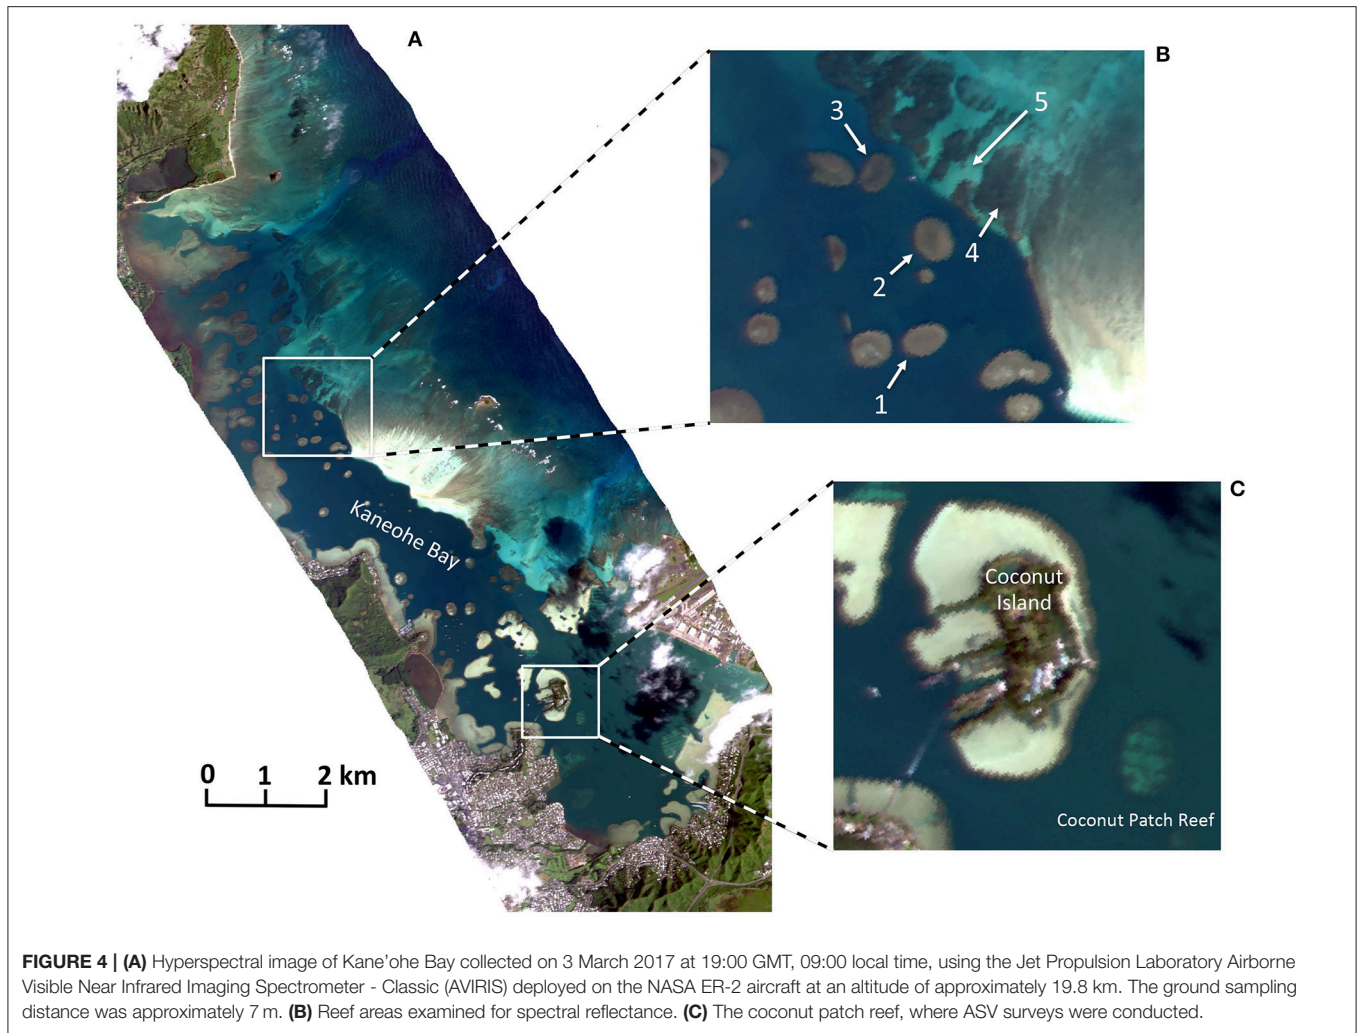 A
B
3
5
4
2
1
Kaneohe Bay
C
Coconut
Island
Coconut Patch Reef
0 1 2 km
FIGURE 4 | (A) Hyperspectral image of Kane'ohe Bay collected on 3 March 2017 at 19:00 GMT, 09:00 local time, using the Jet Propulsion Laboratory Airborne
Visible Near Infrared Imaging Spectrometer - Classic (AVIRIS) deployed on the NASA ER-2 aircraft at an altitude of approximately 19.8 km. The ground sampling
distance was approximately 7 m. (B) Reef areas examined for spectral reflectance. (C) The coconut patch reef, where ASV surveys were conducted.